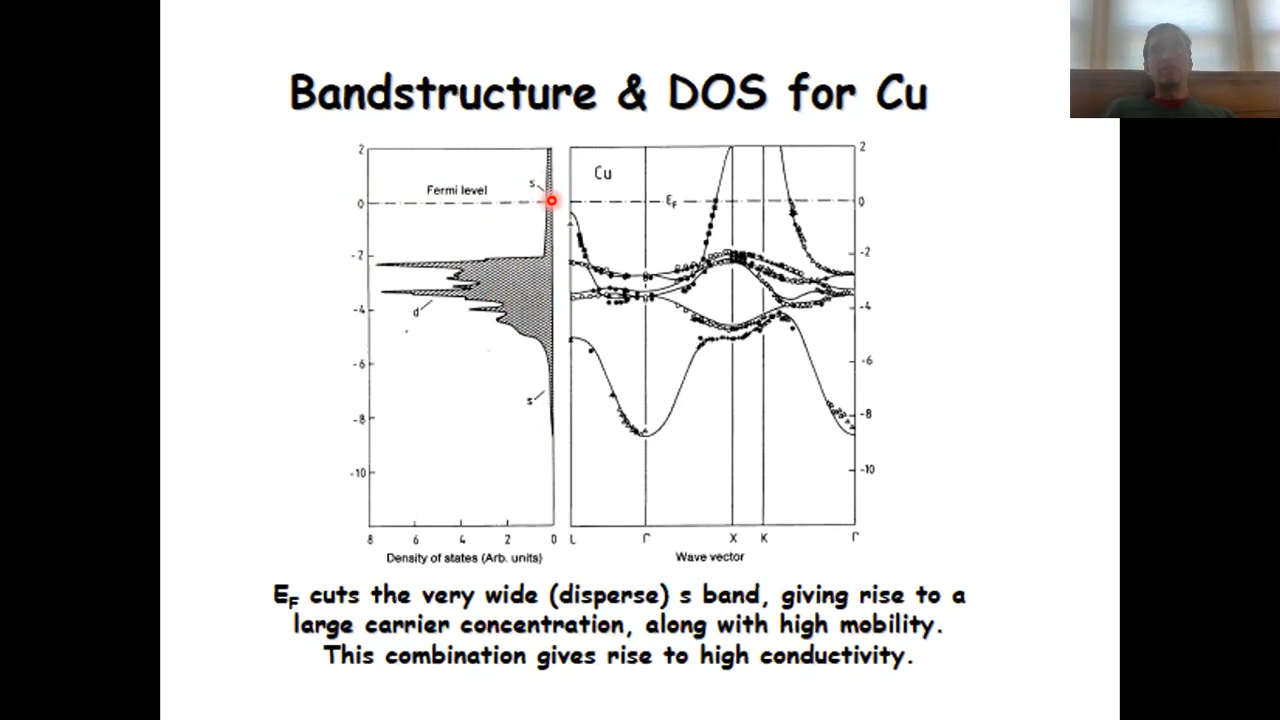 Bandstructure & DOS for Cu
2
0
-2
-4
-6
-8
-10
Fermi level
s
d
s
8 6 4 2 0
Density of states (Arb. units)
Cu
E_F
2
0
-2
-4
-6
-8
-10
L Γ X K Γ
Wave vector
E_F cuts the very wide (disperse) s band, giving rise to a
large carrier concentration, along with high mobility.
This combination gives rise to high conductivity.